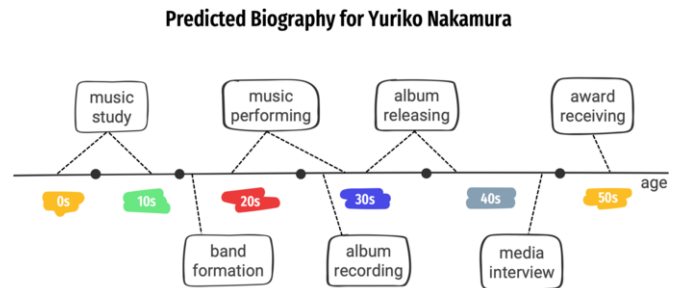 Predicted Biography for Yuriko Nakamura
music
study
music
performing
album
releasing
award
receiving
age
0s
10s
20s
30s
40s
50s
band
formation
album
recording
media
interview